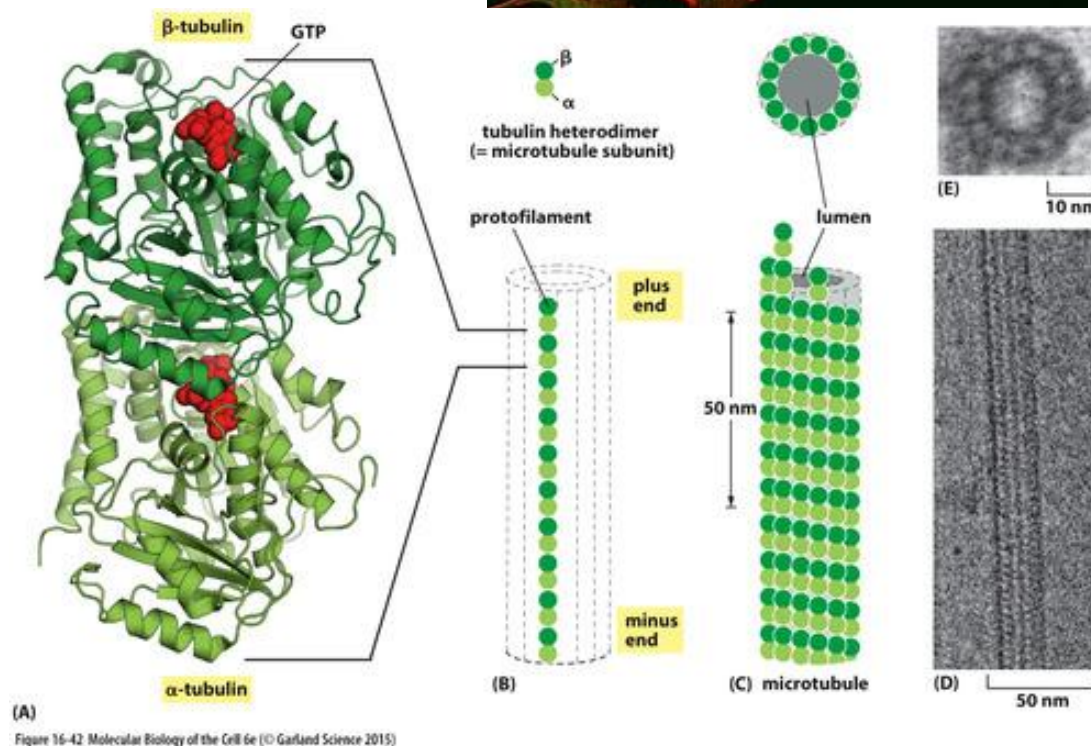 β-tubulin
GTP
(A)
α-tubulin
β
α
tubulin heterodimer
(= microtubule subunit)
protofilament
plus
end
minus
end
(B)
lumen
50 nm
(C) microtubule
(E)
10 nm
(D)
50 nm
Figure 16-42 Molecular Biology of the Cell 6e (© Garland Science 2015)